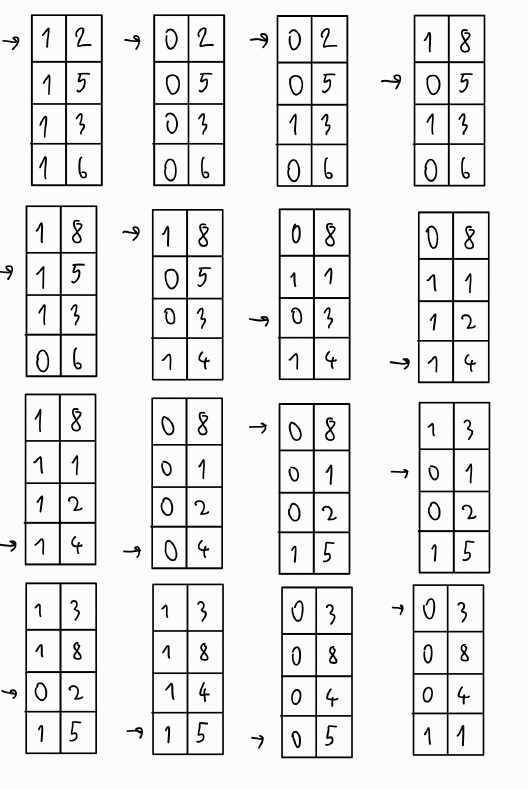 → 1 2 → 0 2 → 0 2 1 8
1 5 0 5 0 5 → 0 5
1 3 0 3 1 3 1 3
1 6 0 6 0 6 0 6
1 8 → 1 8 0 8 0 8
→ 1 5 0 5 1 1 1 1
1 3 0 3 → 0 3 1 2
0 6 1 4 1 4 → 1 4
1 8 0 8 → 0 8 1 3
1 1 0 1 0 1 → 0 1
1 2 0 2 0 2 0 2
→ 1 4 → 0 4 1 5 1 5
1 3 1 3 0 3 → 0 3
1 8 1 8 0 8 0 8
→ 0 2 1 4 0 4 0 4
1 5 → 1 5 → 0 5 1 1